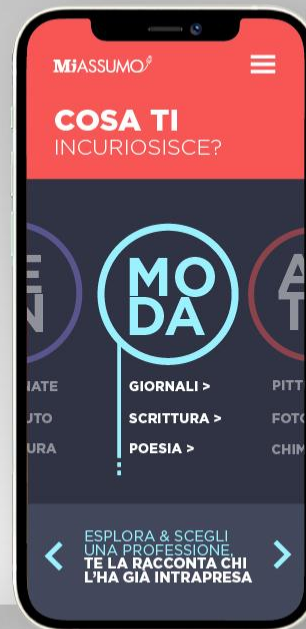 MiASSUMO
COSA TI
INCURIOSISCE?
MO
DA
GIORNALI >
SCRITTURA >
POESIA >
ESPLORA & SCEGLI
UNA PROFESSIONE,
TE LA RACCONTA CHI
L'HA GIÀ INTRAPRESA